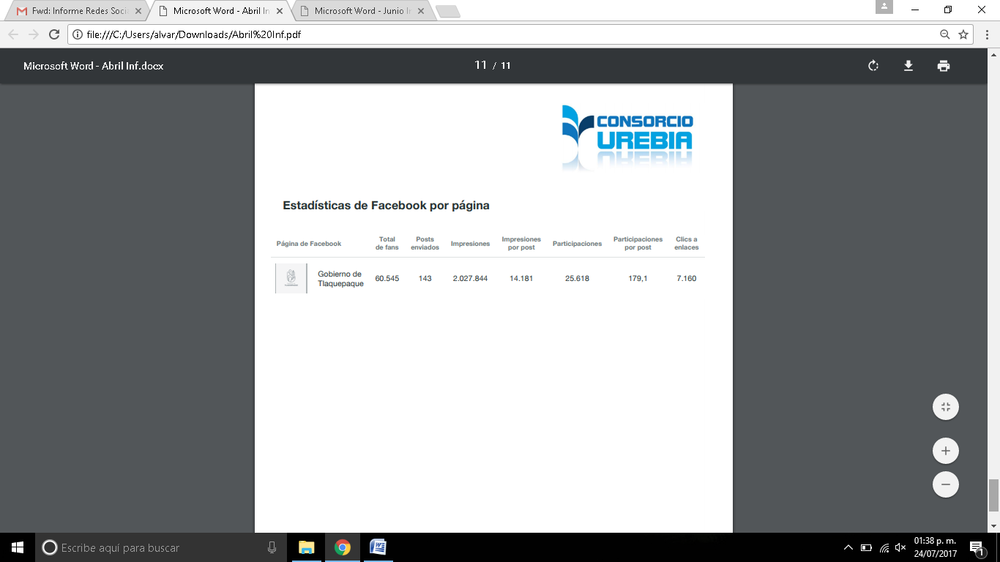 Fwd: Informe Redes Soci
Microsoft Word - Abril In
Microsoft Word - Junio In
file:///C:/Users/alvar/Downloads/Abril%20Inf.pdf
Microsoft Word - Abril Inf.docx
11 / 11
CONSORCIO
UREBIA
Estadísticas de Facebook por página
Página de Facebook
Total
de fans
Posts
enviados
Impresiones
Impresiones
por post
Participaciones
Participaciones
por post
Clics a
enlaces
Gobierno de
Tlaquepaque
60.545
143
2.027.844
14.181
25.618
179,1
7.160
Escribe aquí para buscar
01:38 p. m.
24/07/2017
1